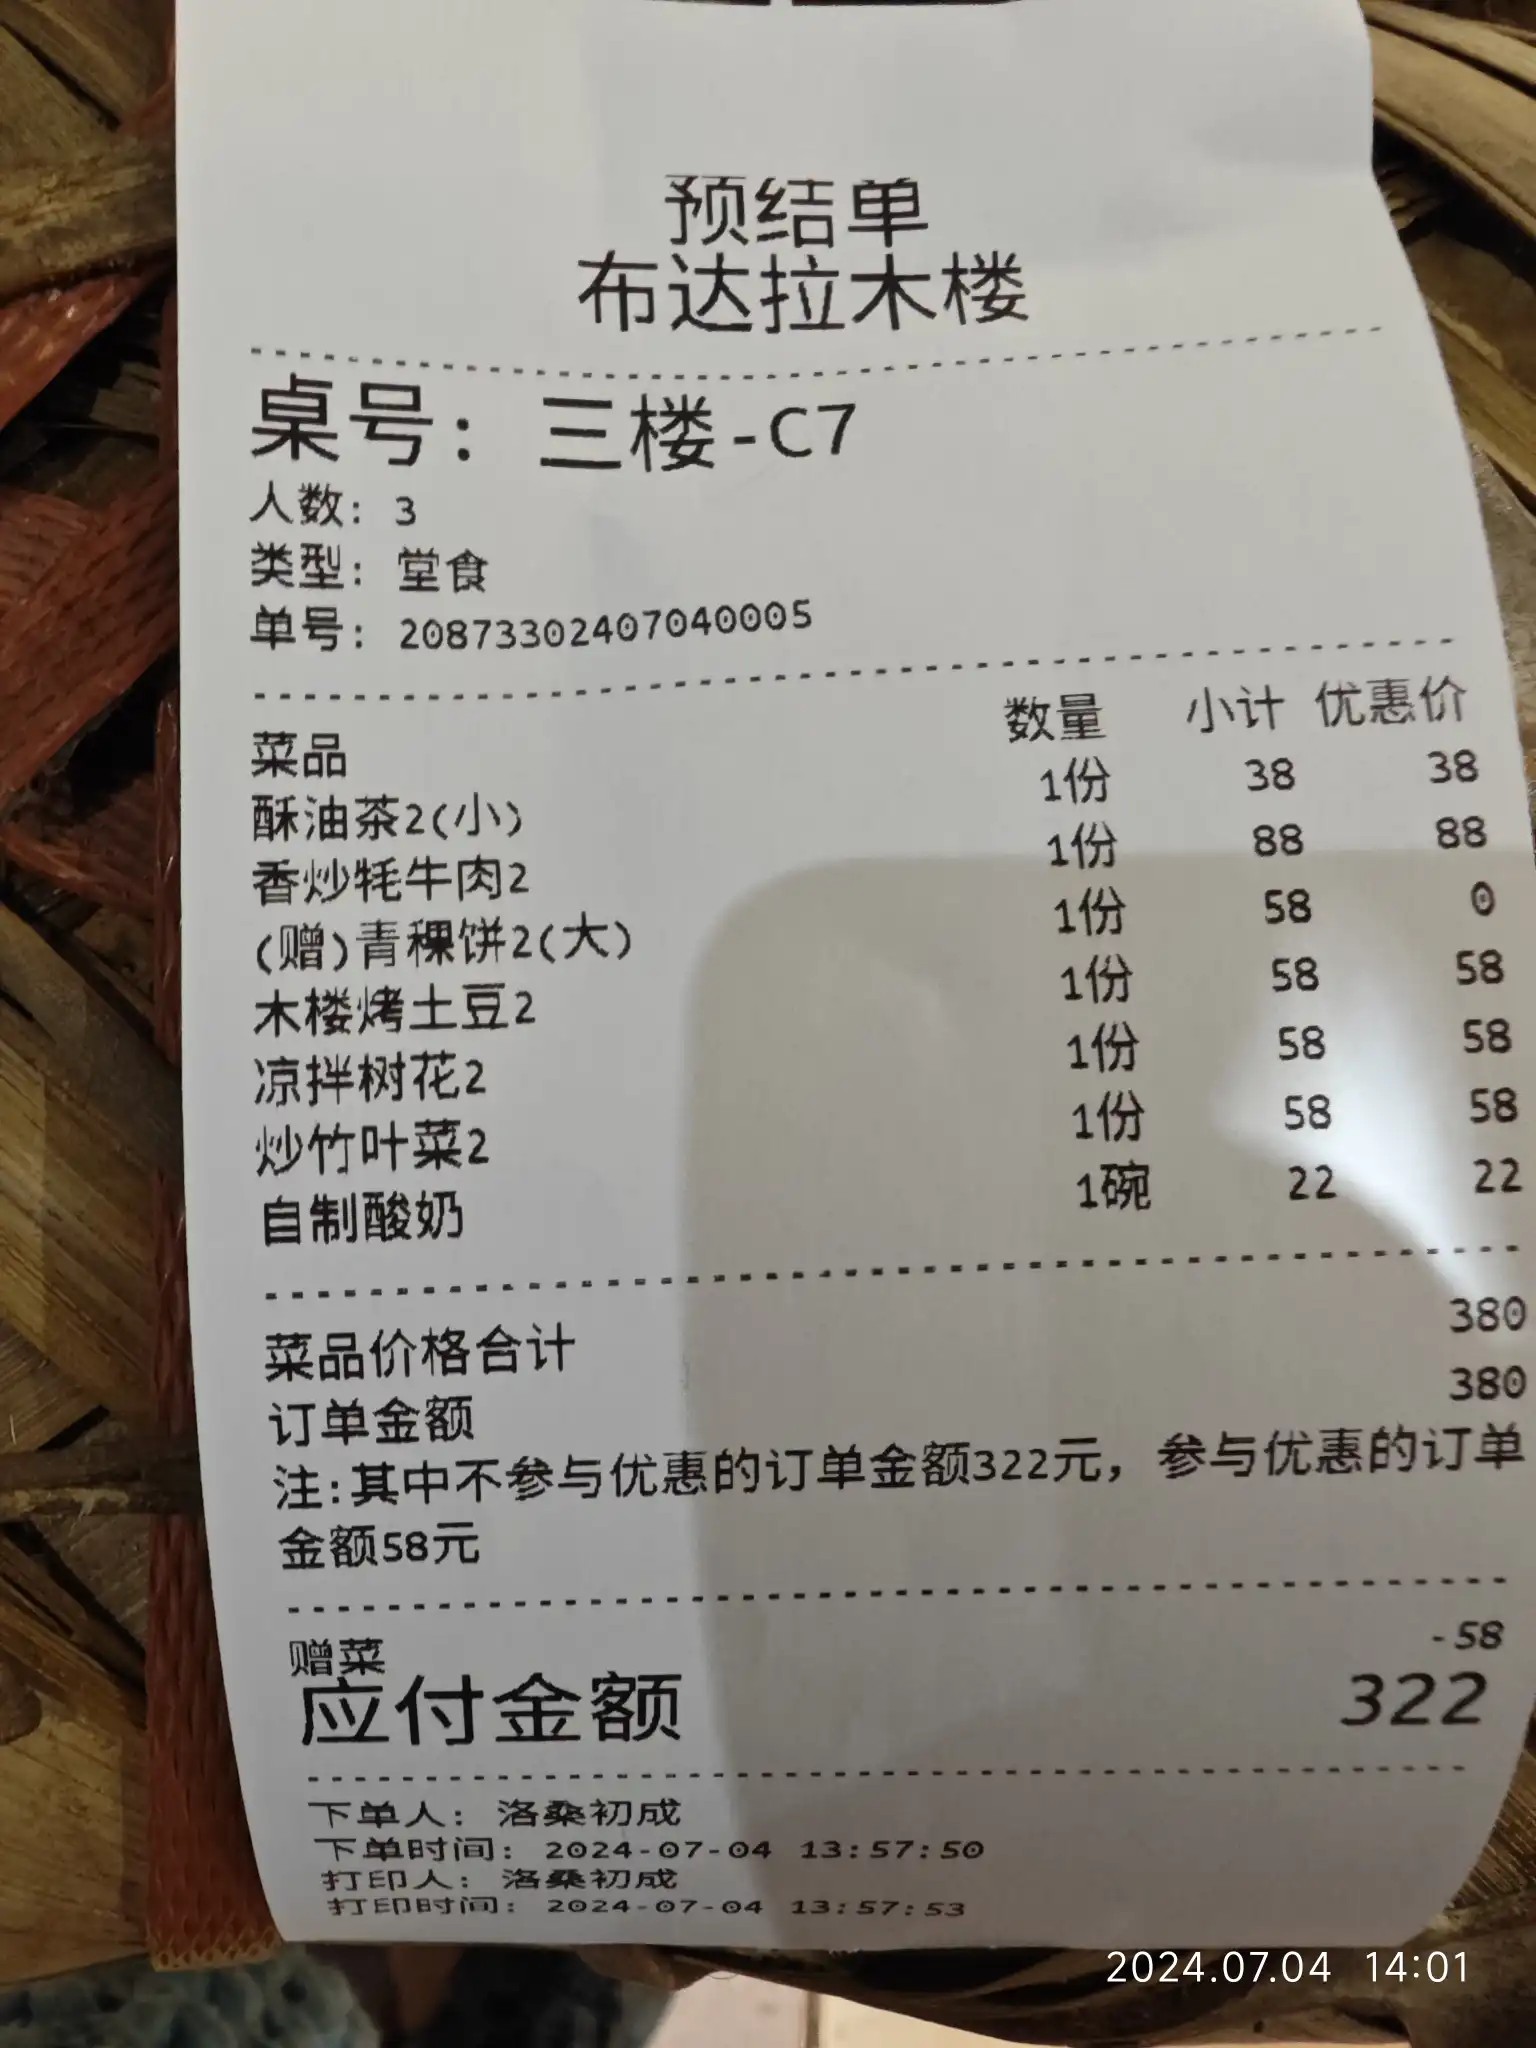 预结单
布达拉木楼
桌号：三楼-C7
人数：3
类型：堂食
单号：20873302407040005
菜品 数量 小计 优惠价
酥油茶2(小) 1份 38 38
香炒牦牛肉2 1份 88 88
(赠)青稞饼2(大) 1份 58 0
木楼烤土豆2 1份 58 58
凉拌树花2 1份 58 58
炒竹叶菜2 1份 58 58
自制酸奶 1碗 22 22
菜品价格合计 380
订单金额 380
注:其中不参与优惠的订单金额322元，参与优惠的订单
金额58元
赠菜 -58
应付金额 322
下单人：洛桑初成
下单时间：2024-07-04 13:57:50
打印人：洛桑初成
打印时间：2024-07-04 13:57:53
2024.07.04 14:01